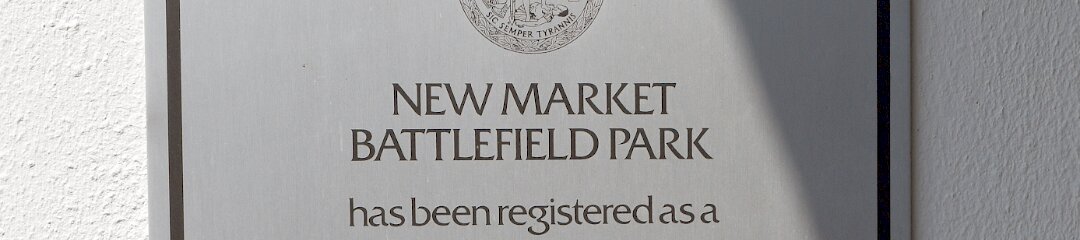 SIC SEMPER TYRANNIS
NEW MARKET
BATTLEFIELD PARK
has been registered as a